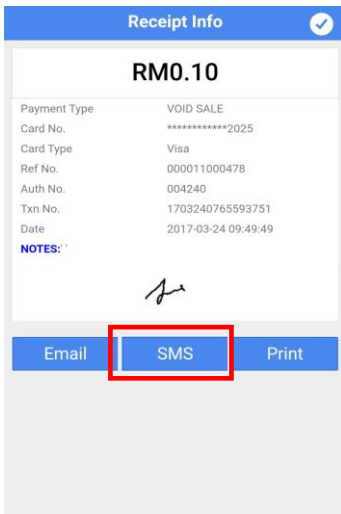 Receipt Info
RM0.10
Payment Type VOID SALE
Card No. ************2025
Card Type Visa
Ref No. 000011000478
Auth No. 004240
Txn No. 1703240765593751
Date 2017-03-24 09:49:49
NOTES:' '
Email SMS Print